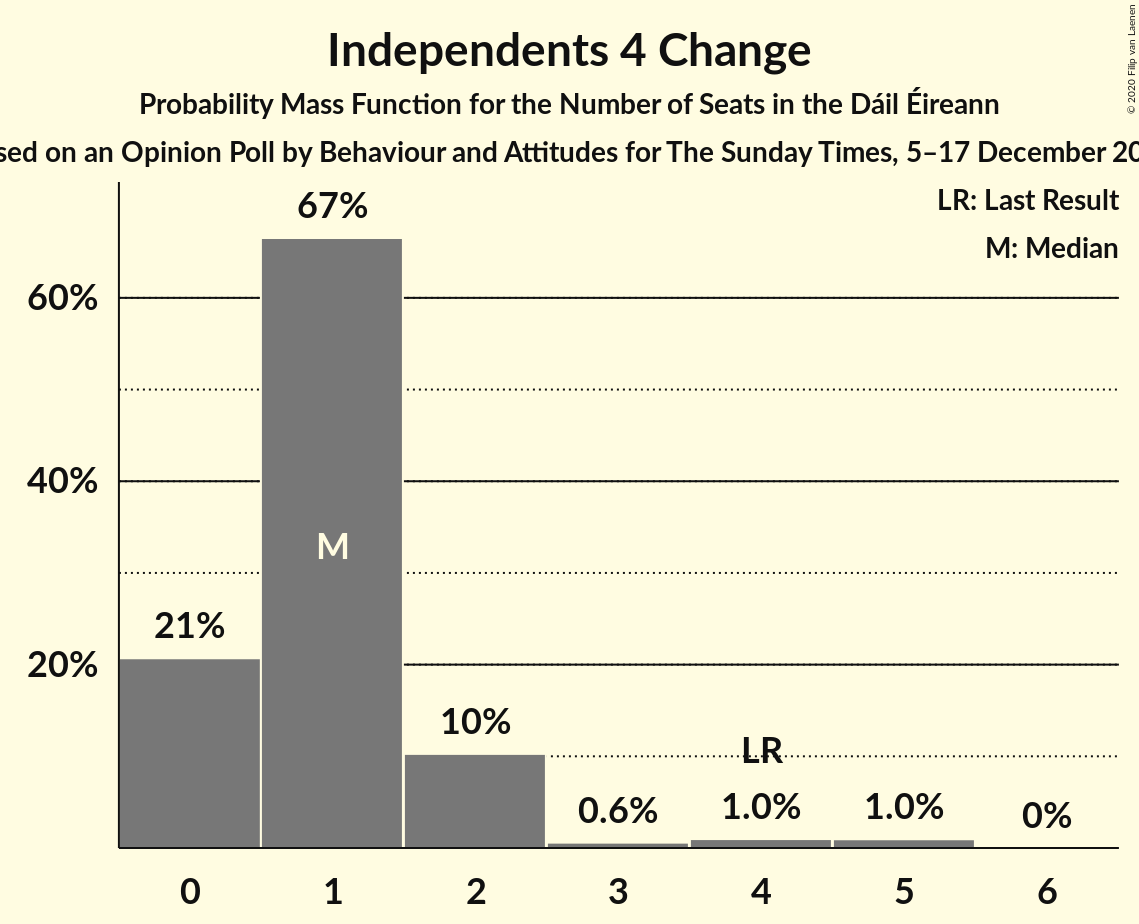 Independents 4 Change
Probability Mass Function for the Number of Seats in the Dáil Éireann
sed on an Opinion Poll by Behaviour and Attitudes for The Sunday Times, 5–17 December 20
© 2020 Filip van Laenen
LR: Last Result
M: Median
67%
60%
40%
M
21%
20%
10%
LR
0.6%
1.0%
1.0%
0%
0 1 2 3 4 5 6